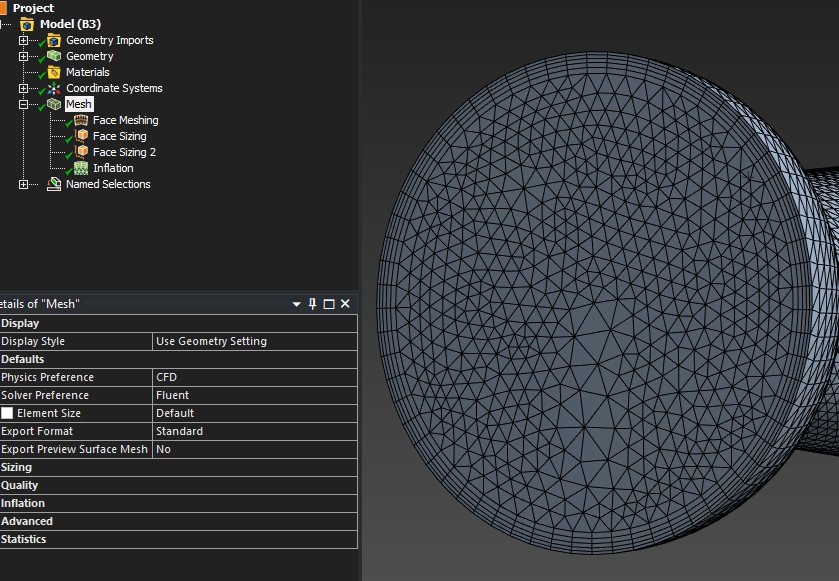 Project
Model (B3)
Geometry Imports
Geometry
Materials
Coordinate Systems
Mesh
Face Meshing
Face Sizing
Face Sizing 2
Inflation
Named Selections
etails of "Mesh"
Display
Display Style Use Geometry Setting
Defaults
Physics Preference CFD
Solver Preference Fluent
Element Size Default
Export Format Standard
Export Preview Surface Mesh No
Sizing
Quality
Inflation
Advanced
Statistics